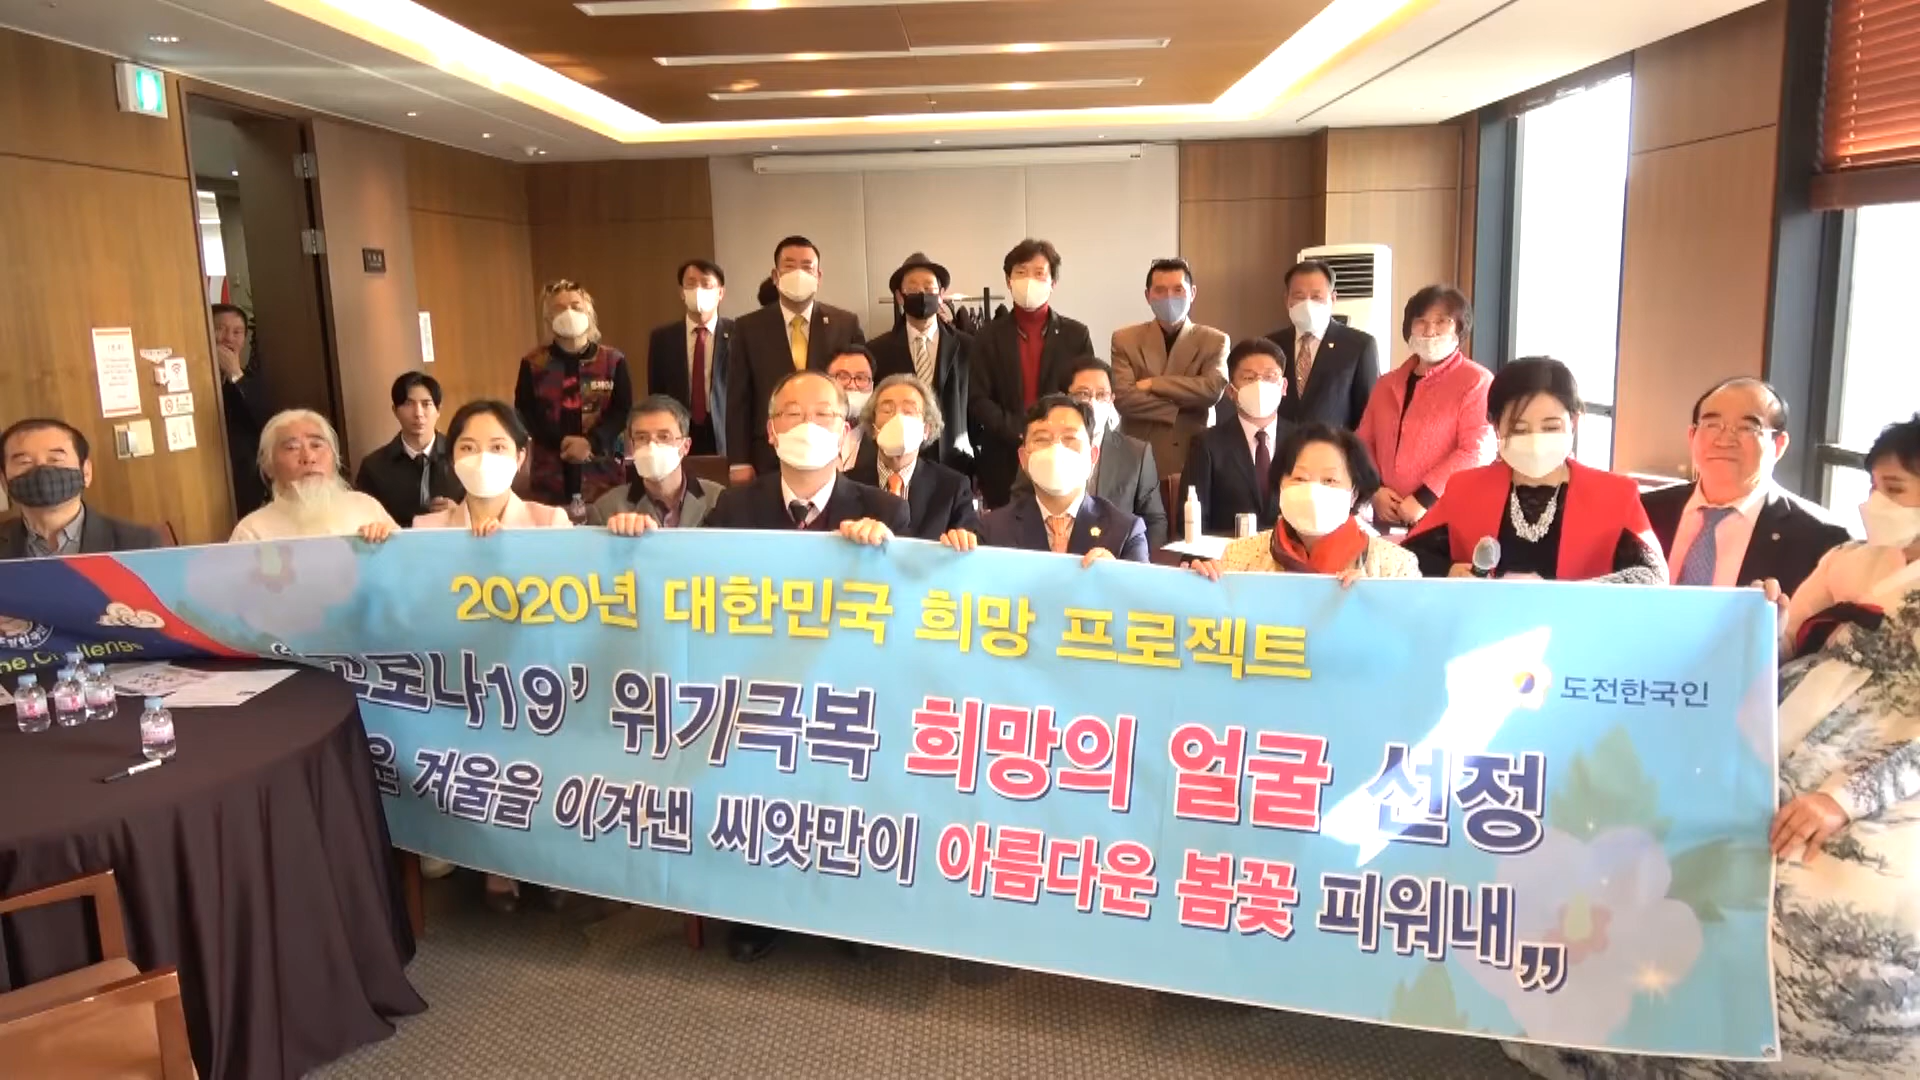 2020년 대한민국 희망 프로젝트
코로나19’ 위기극복 희망의 얼굴 선정
도전한국인
겨울을 이겨낸 씨앗만이 아름다운 봄꽃 피워내„